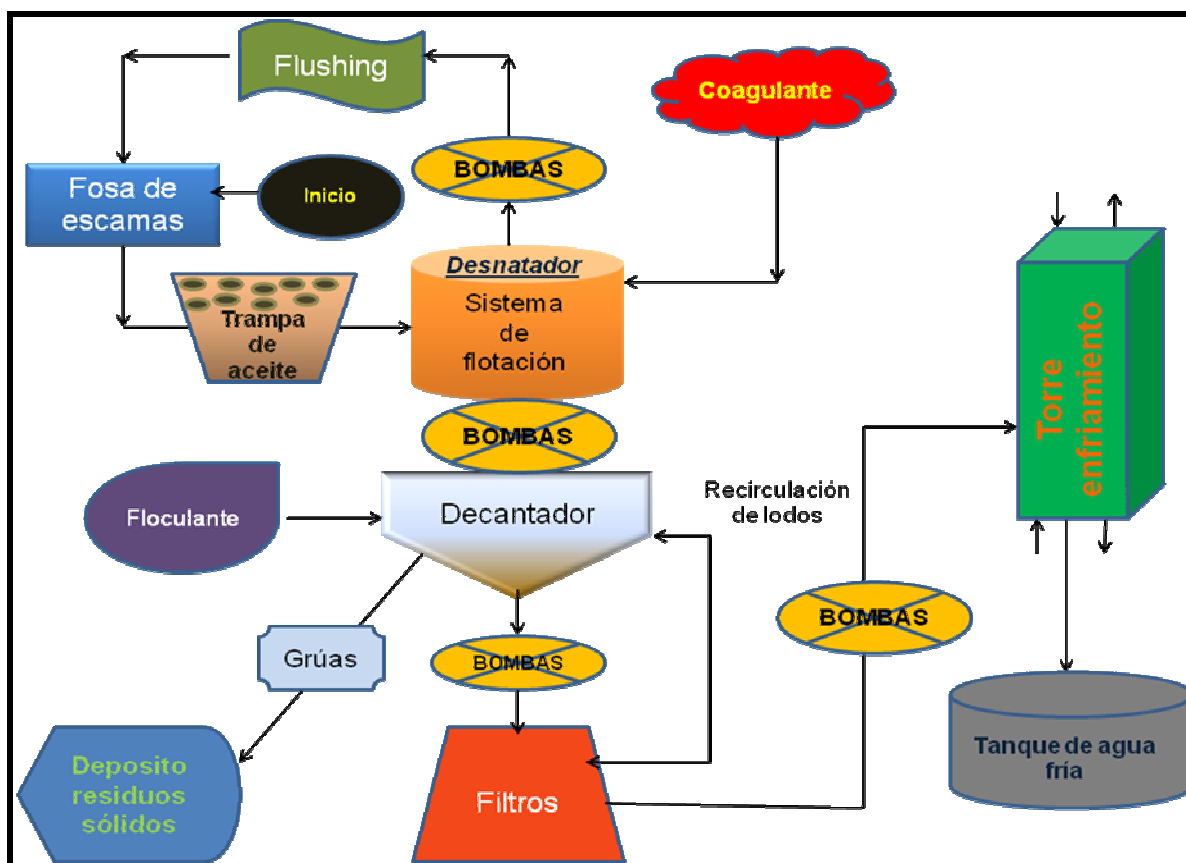 Flushing
Coagulante
BOMBAS
Fosa de
escamas
Inicio
Desnatador
Sistema
de
flotación
Trampa
de
aceite
Torre
enfriamiento
BOMBAS
Recirculación
de lodos
Floculante
Decantador
BOMBAS
Grúas
BOMBAS
Tanque de agua
fría
Deposito
residuos
sólidos
Filtros